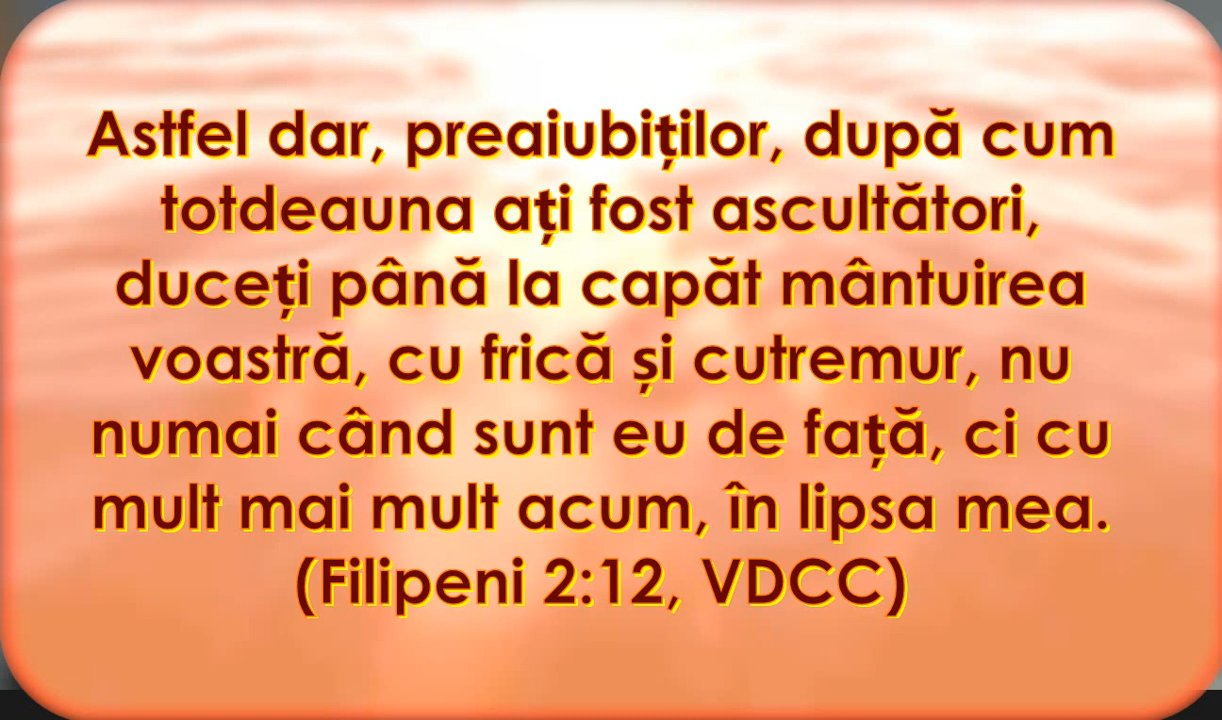 Astfel dar, preaiubiților, după cum
totdeauna ați fost ascultători,
duceți până la capăt mântuirea
voastră, cu frică și cutremur, nu
numai când sunt eu de față, ci cu
mult mai mult acum, în lipsa mea.
(Filipeni 2:12, VDCC)